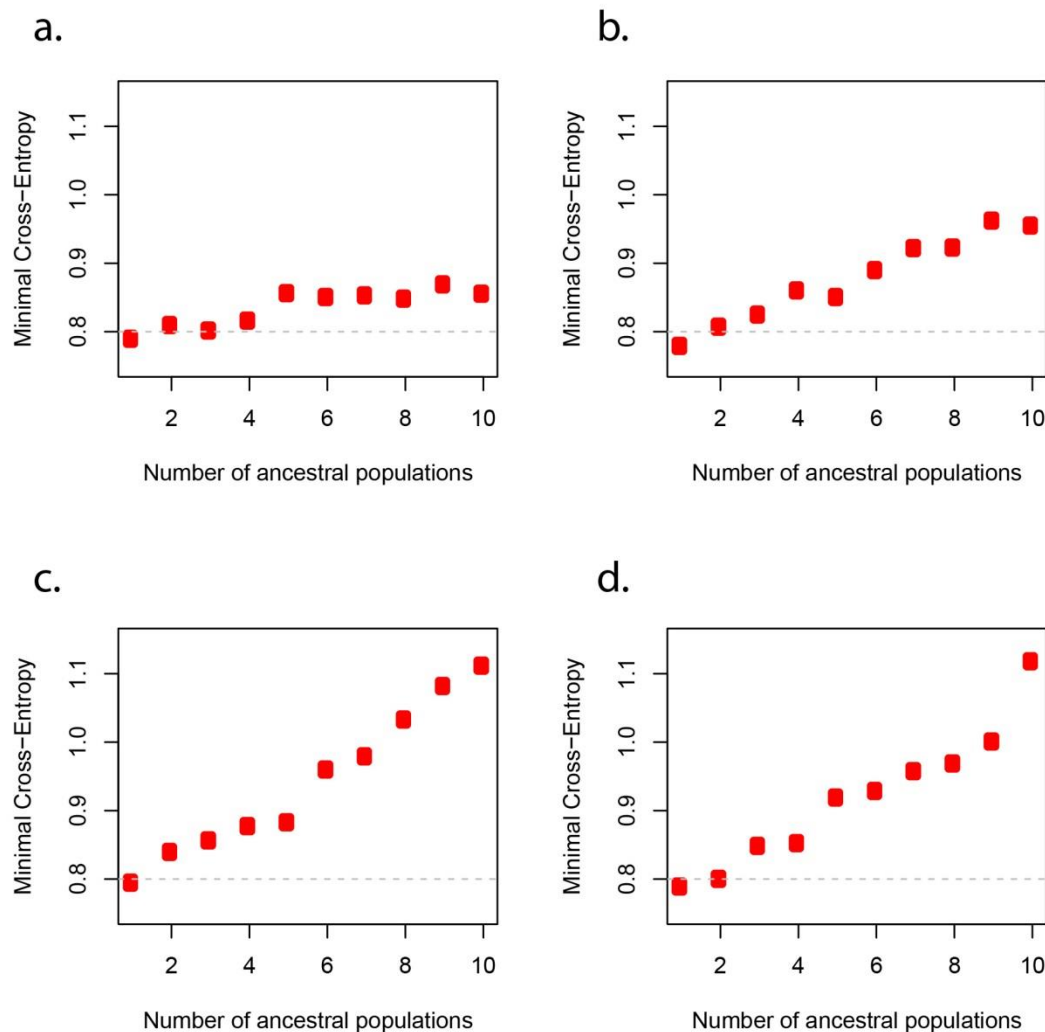 a.
Minimal Cross-Entropy
1.1
1.0
0.9
0.8
2 4 6 8 10
Number of ancestral populations
b.
Minimal Cross-Entropy
1.1
1.0
0.9
0.8
2 4 6 8 10
Number of ancestral populations
c.
Minimal Cross-Entropy
1.1
1.0
0.9
0.8
2 4 6 8 10
Number of ancestral populations
d.
Minimal Cross-Entropy
1.1
1.0
0.9
0.8
2 4 6 8 10
Number of ancestral populations